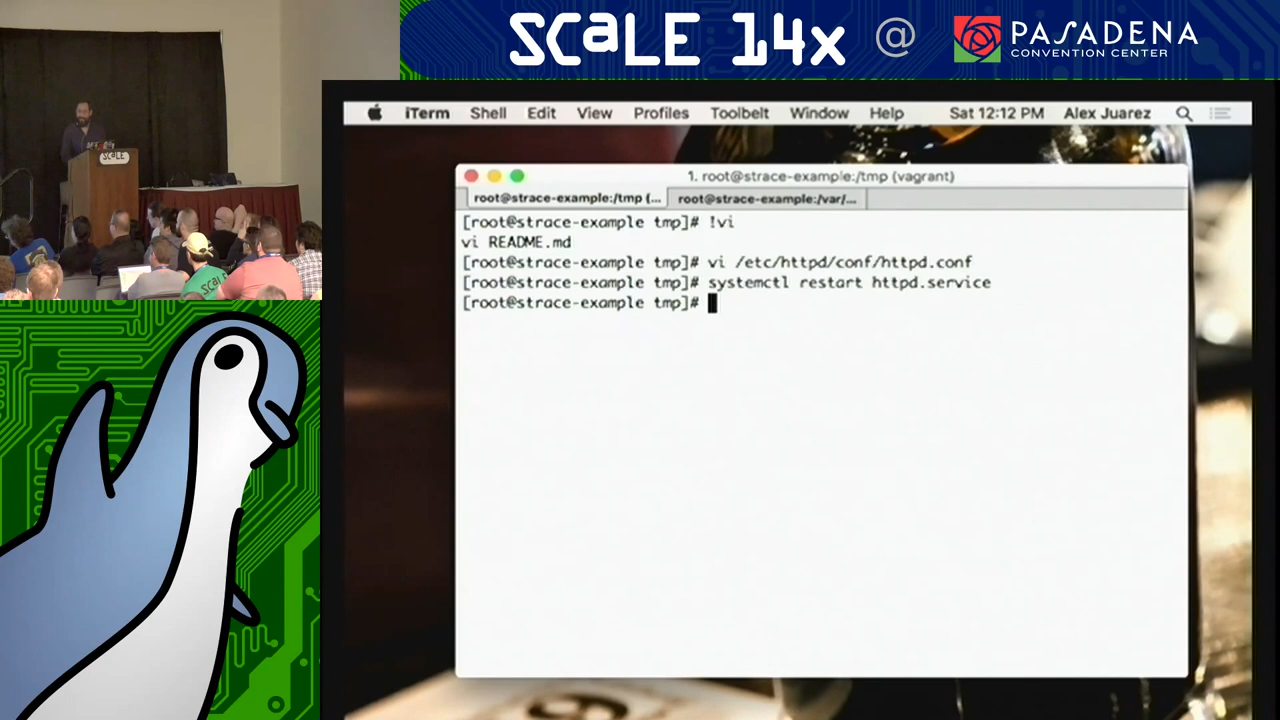 SCaLE 14x @ PASADENA
CONVENTION CENTER
SCALE
SCaLE
iTerm Shell Edit View Profiles Toolbelt Window Help Sat 12:12 PM Alex Juarez
1. root@strace-example:/tmp (vagrant)
root@strace-example:/tmp (... root@strace-example:/var/...
[root@strace-example tmp]# !vi
vi README.md
[root@strace-example tmp]# vi /etc/httpd/conf/httpd.conf
[root@strace-example tmp]# systemctl restart httpd.service
[root@strace-example tmp]#